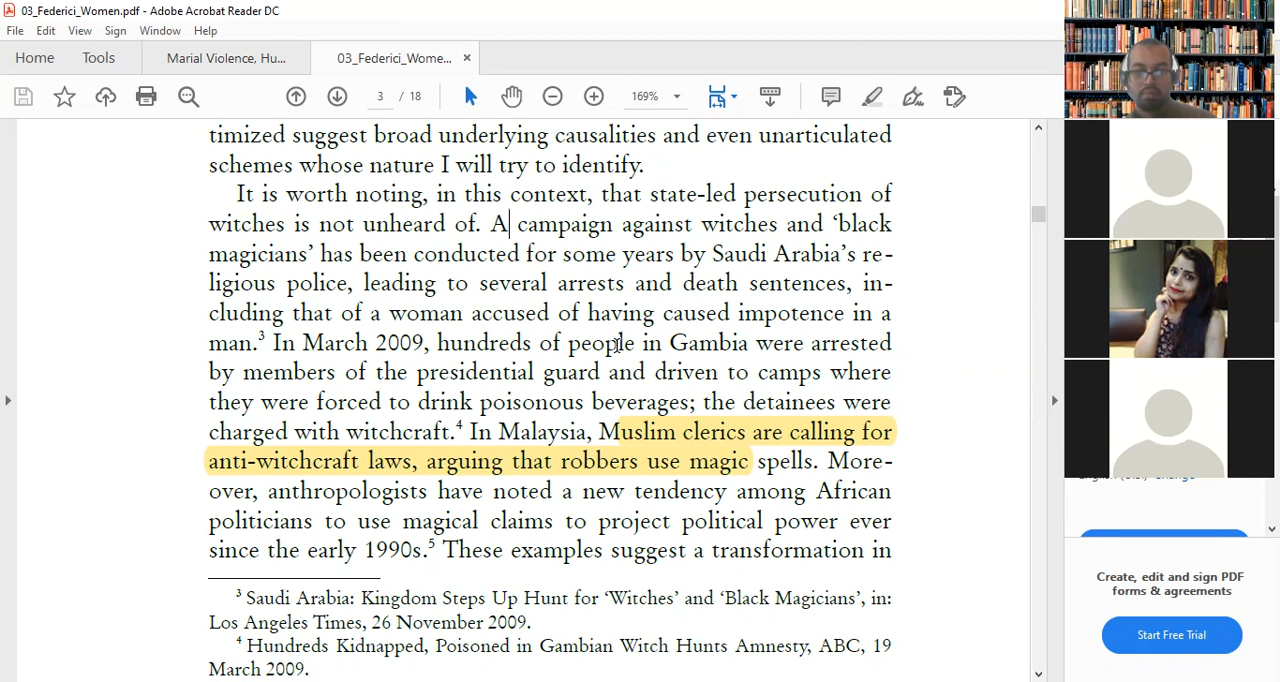 03_Federici_Women.pdf - Adobe Acrobat Reader DC
File Edit View Sign Window Help
Home Tools Marial Violence, Hu... 03_Federici_Wome... ×
3 / 18 169%
timized suggest broad underlying causalities and even unarticulated
schemes whose nature I will try to identify.
It is worth noting, in this context, that state-led persecution of
witches is not unheard of. A campaign against witches and ‘black
magicians’ has been conducted for some years by Saudi Arabia’s re-
ligious police, leading to several arrests and death sentences, in-
cluding that of a woman accused of having caused impotence in a
man.3 In March 2009, hundreds of people in Gambia were arrested
by members of the presidential guard and driven to camps where
they were forced to drink poisonous beverages; the detainees were
charged with witchcraft.4 In Malaysia, Muslim clerics are calling for
anti-witchcraft laws, arguing that robbers use magic spells. More-
over, anthropologists have noted a new tendency among African
politicians to use magical claims to project political power ever
since the early 1990s.5 These examples suggest a transformation in
3 Saudi Arabia: Kingdom Steps Up Hunt for ‘Witches’ and ‘Black Magicians’, in:
Los Angeles Times, 26 November 2009.
4 Hundreds Kidnapped, Poisoned in Gambian Witch Hunts Amnesty, ABC, 19
March 2009.
Create, edit and sign PDF
forms & agreements
Start Free Trial